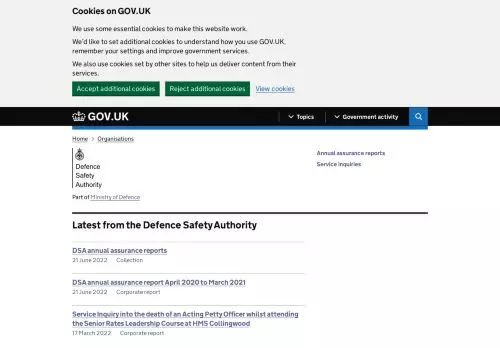 Cookies on GOV.UK
We use some essential cookies to make this website work.
We'd like to set additional cookies to understand how you use GOV.UK,
remember your settings and improve government services.
We also use cookies set by other sites to help us deliver content from their
services.
Accept additional cookies Reject additional cookies View cookies
GOV.UK Topics Government activity
Home Organisations
Defence
Safety
Authority
Annual assurance reports
Service inquiries
Part of Ministry of Defence
Latest from the Defence Safety Authority
DSA annual assurance reports
21 June 2022 Collection
DSA annual assurance report April 2020 to March 2021
21 June 2022 Corporate report
Service Inquiry into the death of an Acting Petty Officer whilst attending
the Senior Rates Leadership Course at HMS Collingwood
17 March 2022 Corporate report